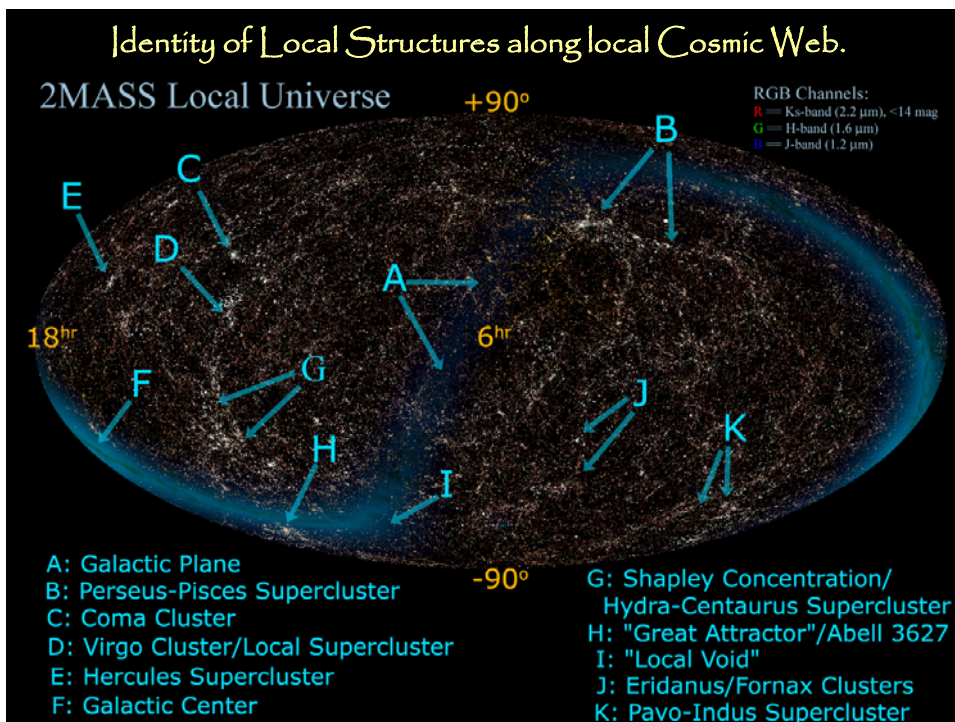 Identity of Local Structures along local Cosmic Web.
2MASS Local Universe
+90°
RGB Channels:
R == Ks-band (2.2 μm), <14 mag
G == H-band (1.6 μm)
B == J-band (1.2 μm)
B
C
E
D
A
18hr
6hr
F
G
J
K
H
I
-90°
A: Galactic Plane
B: Perseus-Pisces Supercluster
C: Coma Cluster
D: Virgo Cluster/Local Supercluster
E: Hercules Supercluster
F: Galactic Center
G: Shapley Concentration/
Hydra-Centaurus Supercluster
H: "Great Attractor"/Abell 3627
I: "Local Void"
J: Eridanus/Fornax Clusters
K: Pavo-Indus Supercluster